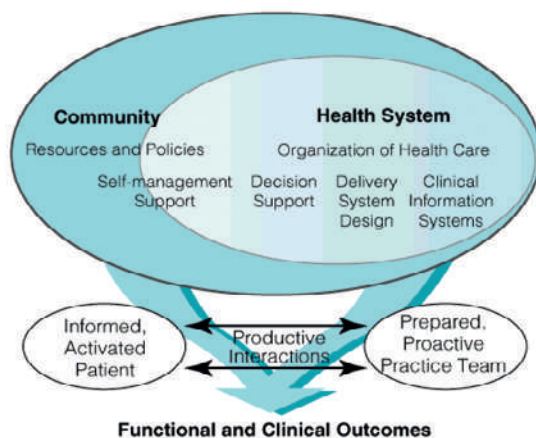 Community
Resources and Policies
Health System
Organization of Health Care
Self-management
Support
Decision
Support
Delivery
System
Design
Clinical
Information
Systems
Informed,
Activated
Patient
Productive
Interactions
Prepared,
Proactive
Practice Team
Functional and Clinical Outcomes